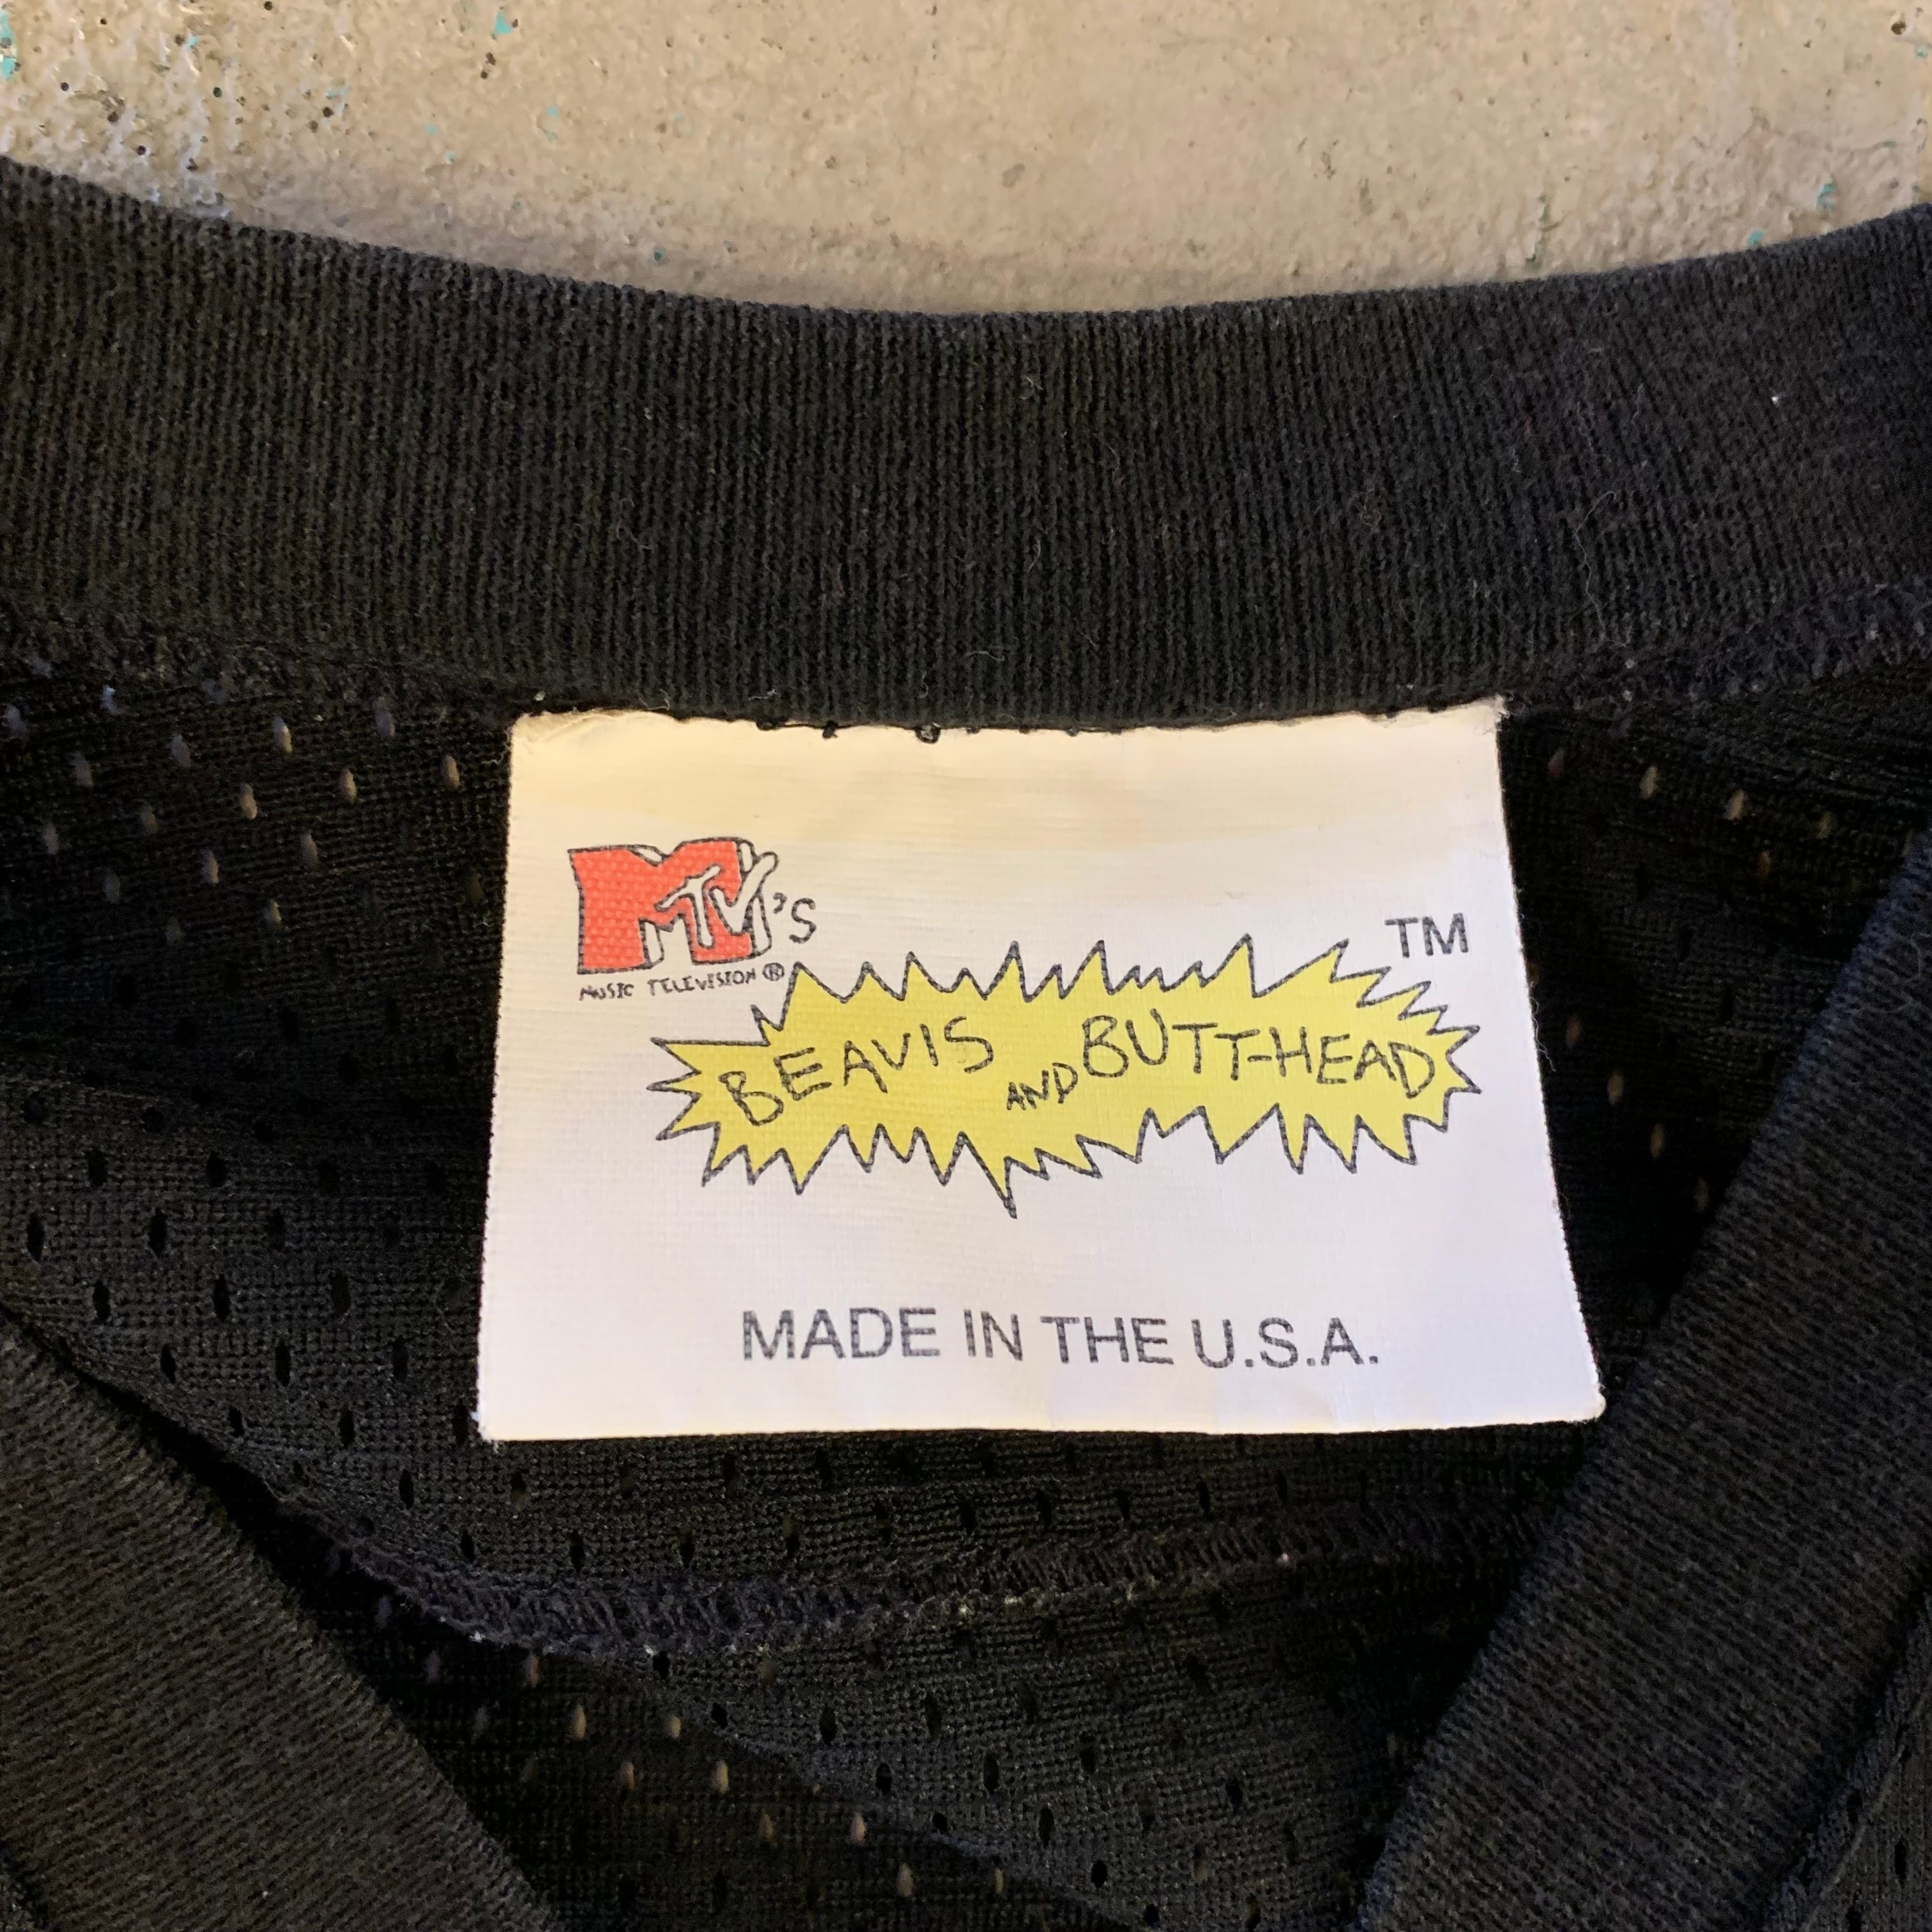 MTV's
MUSIC TELEVISION®
TM
BEAVIS AND BUTT-HEAD
MADE IN THE U.S.A.